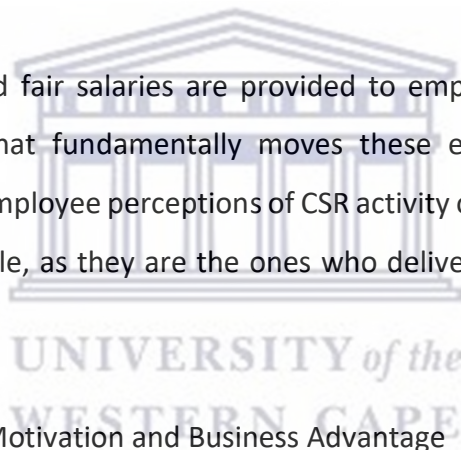 d fair salaries are provided to emp
hat fundamentally moves these e
mployee perceptions of CSR activity o
le, as they are the ones who delive
UNIVERSITY of the
WESTERN CAPE
Motivation and Business Advantage